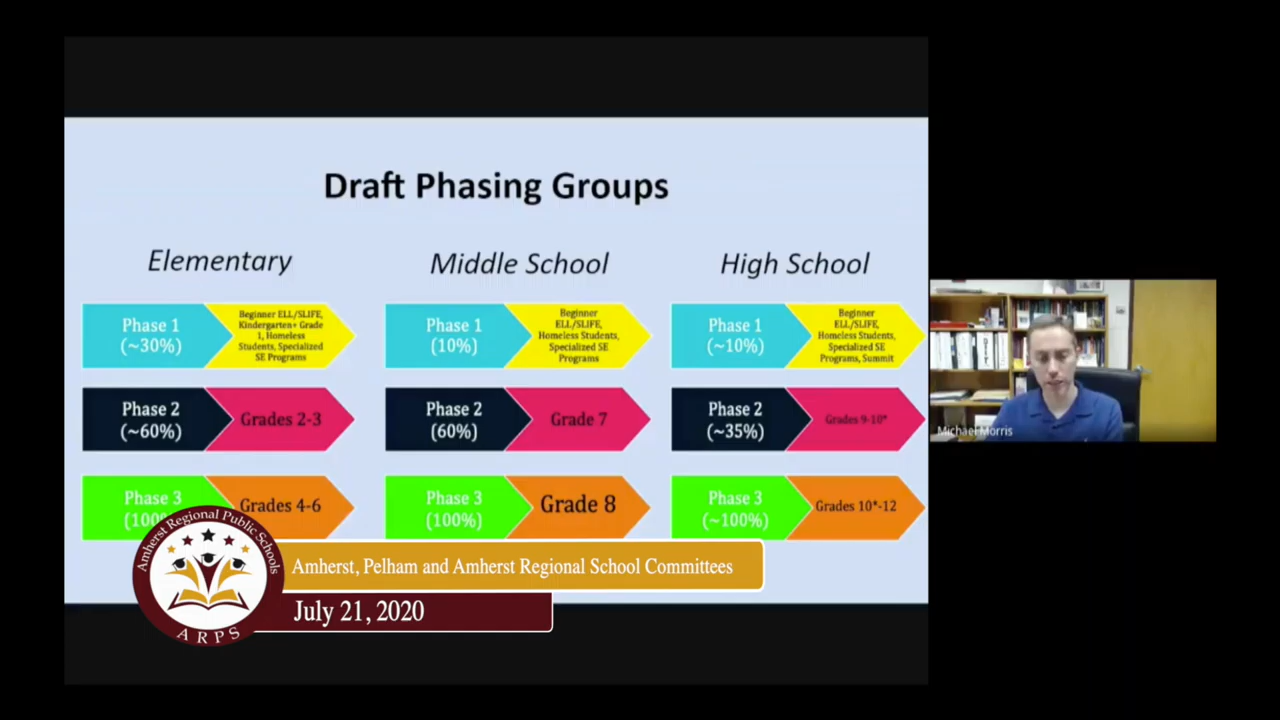 Draft Phasing Groups
Elementary
Middle School
High School
Phase 1
(~30%)
Beginner ELL/SLIFE,
Kindergarten+ Grade
1, Homeless
Students, Specialized
SE Programs
Phase 1
(10%)
Beginner
ELL/SLIFE,
Homeless Students,
Specialized SE
Programs
Phase 1
(~10%)
Beginner
ELL/SLIFE,
Homeless Students,
Specialized SE
Programs, Summit
Phase 2
(~60%)
Grades 2-3
Phase 2
(60%)
Grade 7
Phase 2
(~35%)
Grades 9-10*
Phase 3
(100%
Grades 4-6
Phase 3
(100%)
Grade 8
Phase 3
(~100%)
Grades 10*-12
Michael Morris
Amherst Regional Public Schools
ARPS
Amherst, Pelham and Amherst Regional School Committees
July 21, 2020